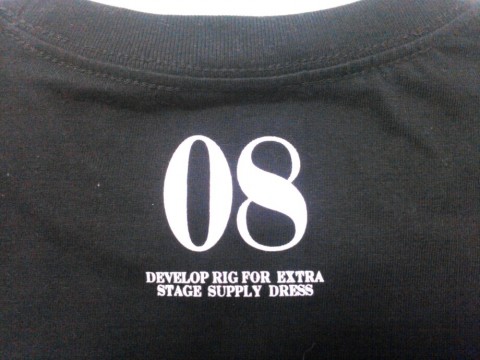 08
DEVELOP RIG FOR EXTRA
STAGE SUPPLY DRESS